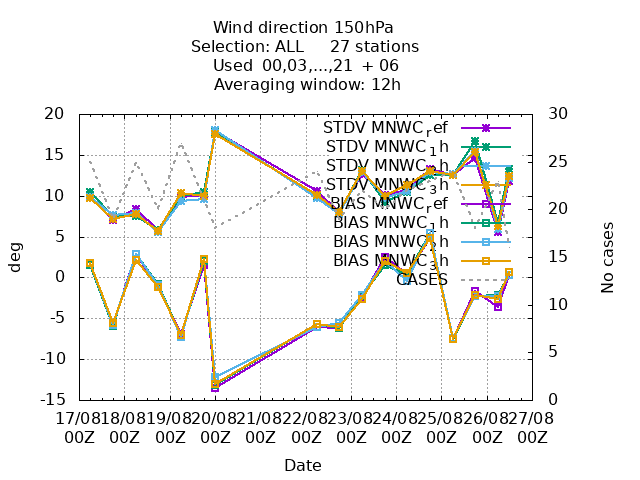 Wind direction 150hPa
Selection: ALL 27 stations
Used 00,03,...,21 + 06
Averaging window: 12h
20
15
10
5
0
-5
-10
-15
30
25
20
15
10
5
0
deg
No cases
STDV MNWC_ref
STDV MNWC_1h
STDV MNWC_2h
STDV MNWC_3h
BIAS MNWC_ref
BIAS MNWC_1h
BIAS MNWC_2h
BIAS MNWC_3h
CASES
17/08 18/08 19/08 20/08 21/08 22/08 23/08 24/08 25/08 26/08 27/08
00Z 00Z 00Z 00Z 00Z 00Z 00Z 00Z 00Z 00Z 00Z
Date